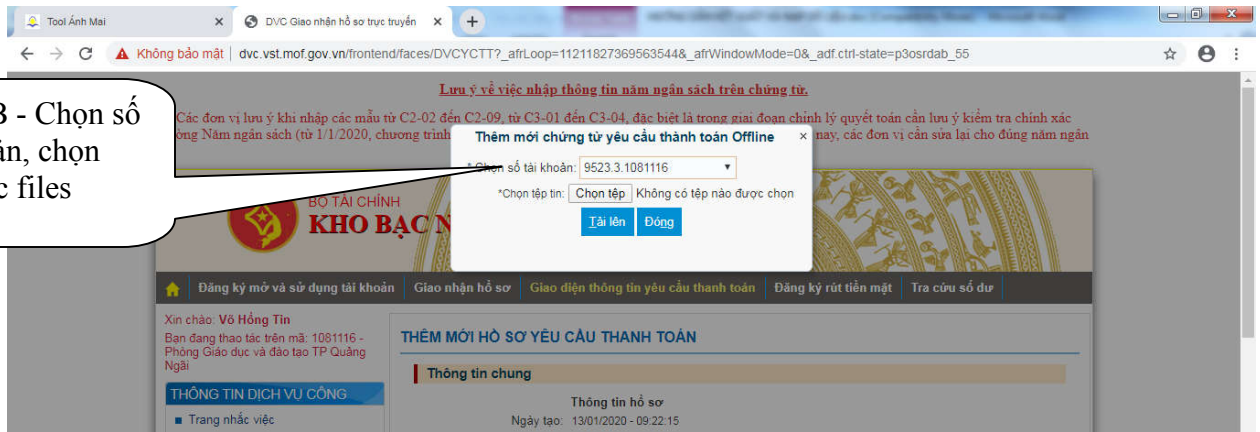 Tool Ánh Mai
DVC Giao nhận hồ sơ trực tuyến
Không bảo mật | dvc.vst.mof.gov.vn/frontend/faces/DVCYCTT?_afrLoop=11211827369563544&_afrWindowMode=0&_adf.ctrl-state=p3osrdab_55
Lưu ý về việc nhập thông tin năm ngân sách trên chứng từ.
Các đơn vị lưu ý khi nhập các mẫu từ C2-02 đến C2-09, từ C3-01 đến C3-04, đặc biệt là trong giai đoạn chỉnh lý quyết toán cần lưu ý kiểm tra chính xác
ờng Năm ngân sách (từ 1/1/2020, chương trình
nay, các đơn vị cần sửa lại cho đúng năm ngân
3 - Chọn số
ản, chọn
c files
Thêm mới chứng từ yêu cầu thành toán Offline ×
* Chọn số tài khoản: 9523.3.1081116
*Chọn tệp tin: Chọn tệp Không có tệp nào được chọn
Tải lên Đóng
BỘ TÀI CHÍNH
KHO BẠC N
Đăng ký mở và sử dụng tài khoản Giao nhận hồ sơ Giao diện thông tin yêu cầu thanh toán Đăng ký rút tiền mặt Tra cứu số dư
Xin chào: Võ Hồng Tín
Bạn đang thao tác trên mã: 1081116 -
Phòng Giáo dục và đào tạo TP Quảng
Ngãi
THÔNG TIN DỊCH VỤ CÔNG
Trang nhắc việc
THÊM MỚI HỒ SƠ YÊU CẦU THANH TOÁN
Thông tin chung
Thông tin hồ sơ
Ngày tạo: 13/01/2020 - 09:22:15